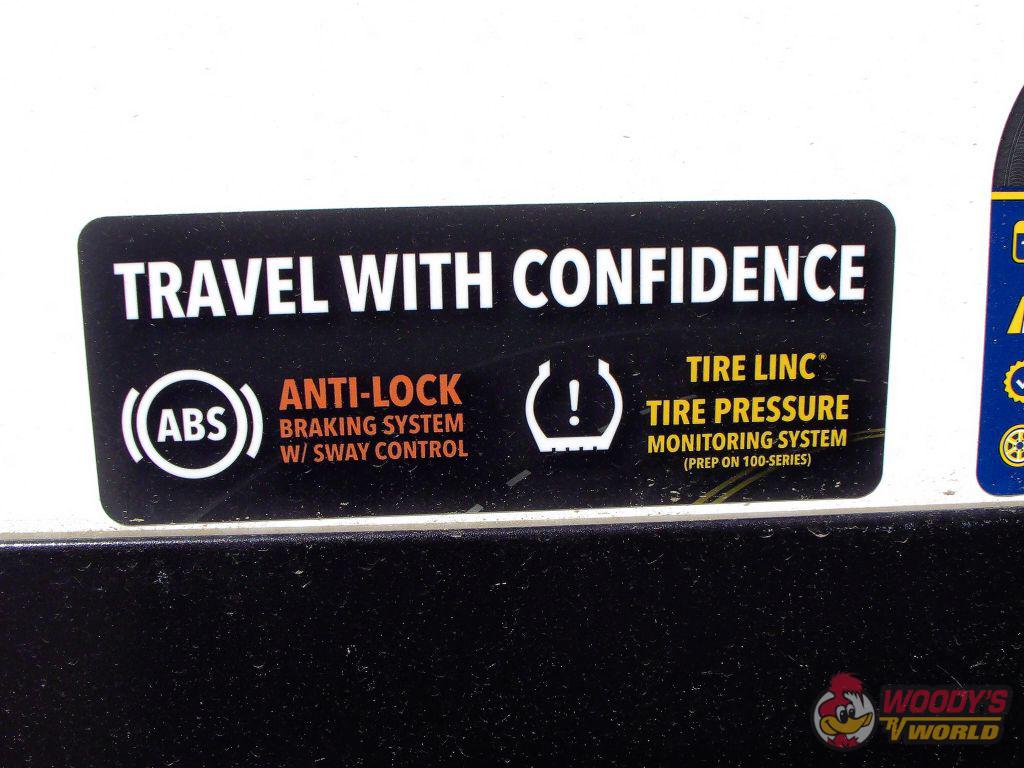 TRAVEL WITH CONFIDENCE
ABS
ANTI-LOCK
BRAKING SYSTEM
W/ SWAY CONTROL
!
TIRE LINC®
TIRE PRESSURE
MONITORING SYSTEM
(PREP ON 100-SERIES)
WOODY'S
RV WORLD